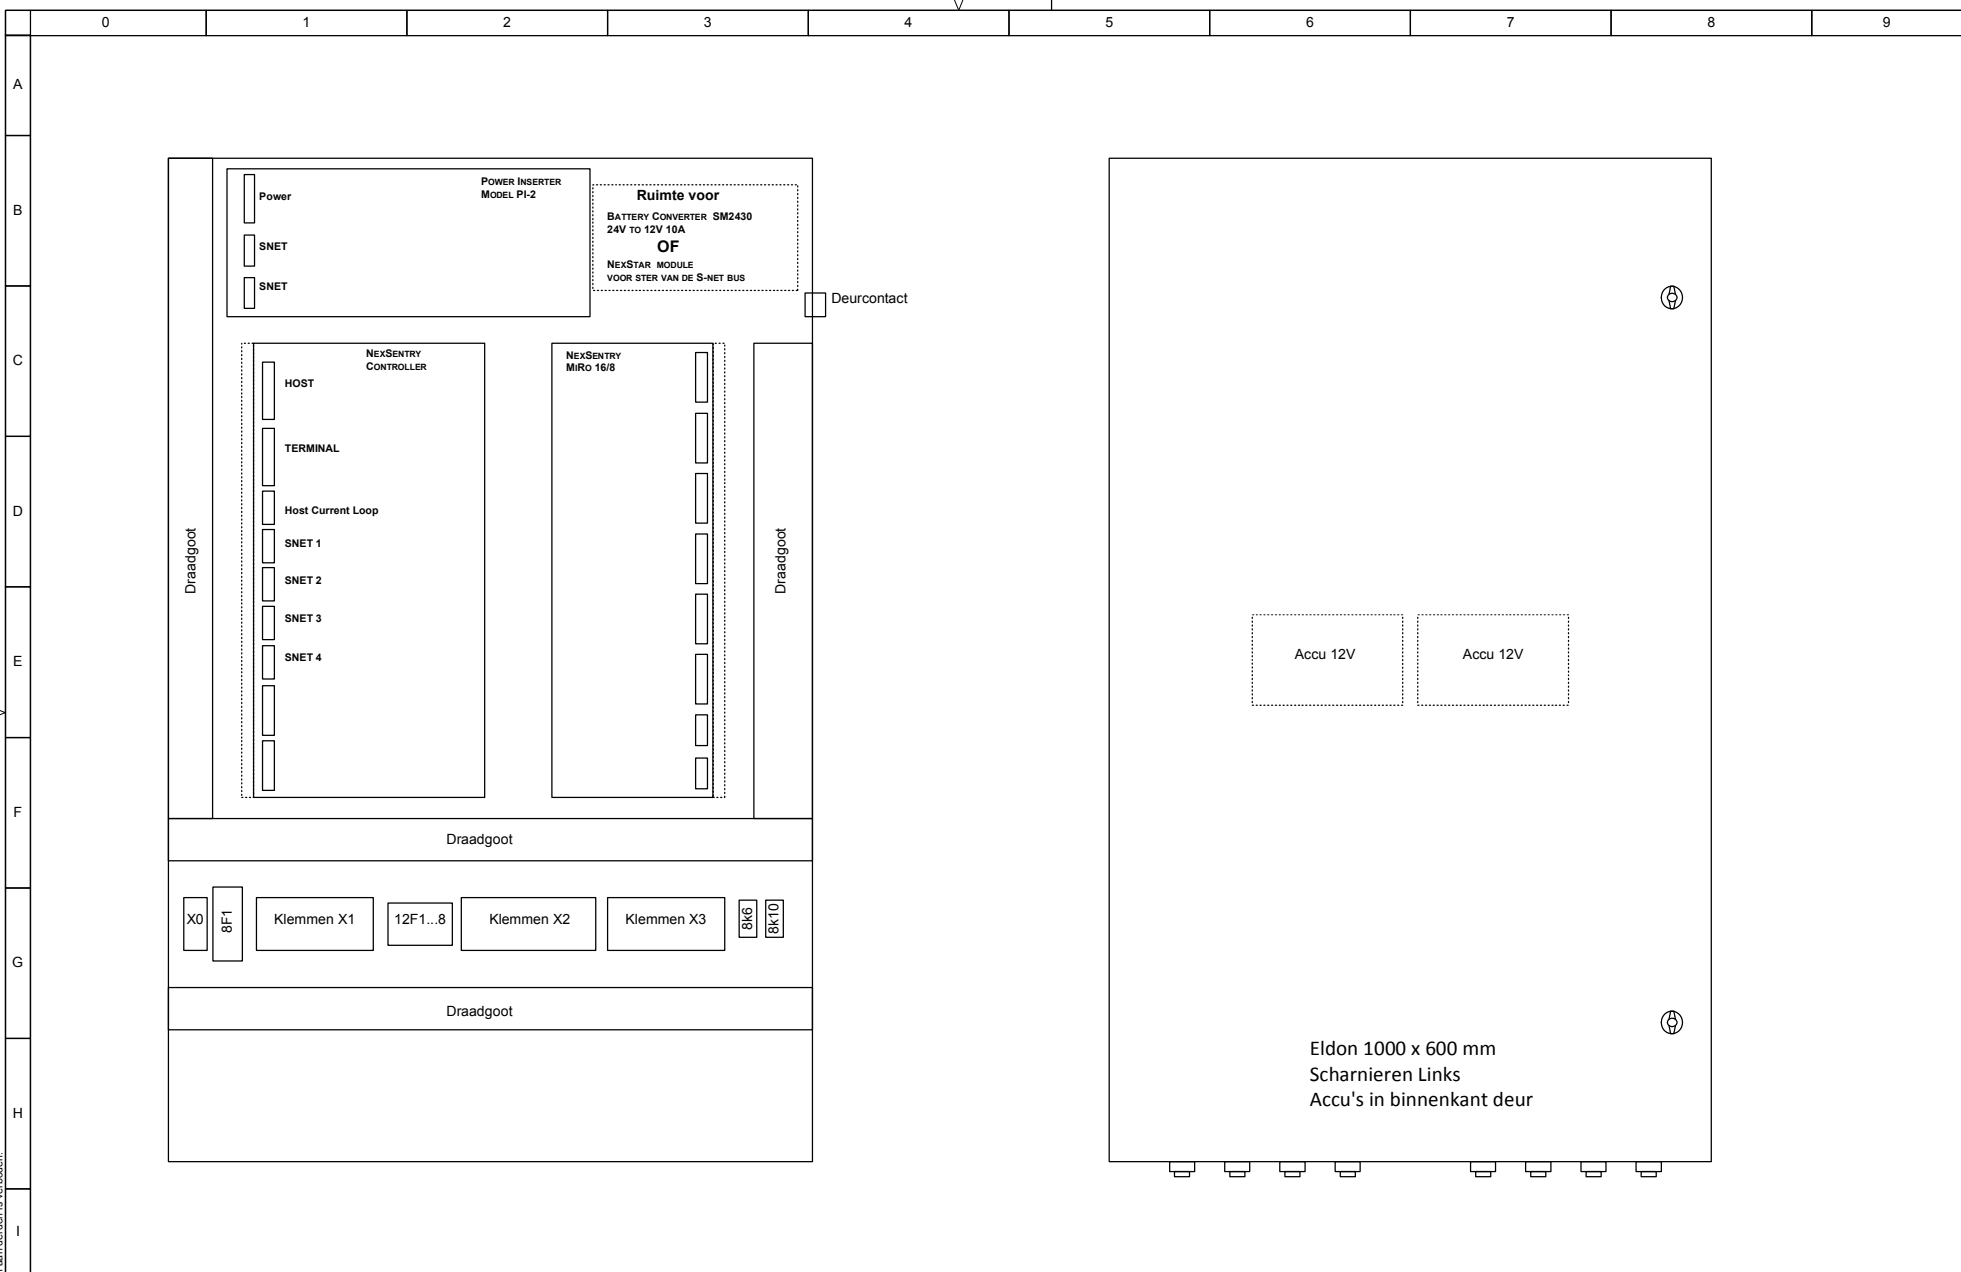 0 1 2 3 4 5 6 7 8 9
A
B
C
D
E
F
G
H
I
Power
SNET
SNET
POWER INSERTER
MODEL PI-2
Ruimte voor
BATTERY CONVERTER SM2430
24V TO 12V 10A
OF
NEXSTAR MODULE
VOOR STER VAN DE S-NET BUS
Deurcontact
NEXSENTRY
CONTROLLER
HOST
TERMINAL
Host Current Loop
SNET 1
SNET 2
SNET 3
SNET 4
NEXSENTRY
MIRO 16/8
Draadgoot
Draadgoot
Draadgoot
X0
8F1
Klemmen X1
12F1...8
Klemmen X2
Klemmen X3
8k6
8k10
Draadgoot
Accu 12V
Accu 12V
Eldon 1000 x 600 mm
Scharnieren Links
Accu's in binnenkant deur